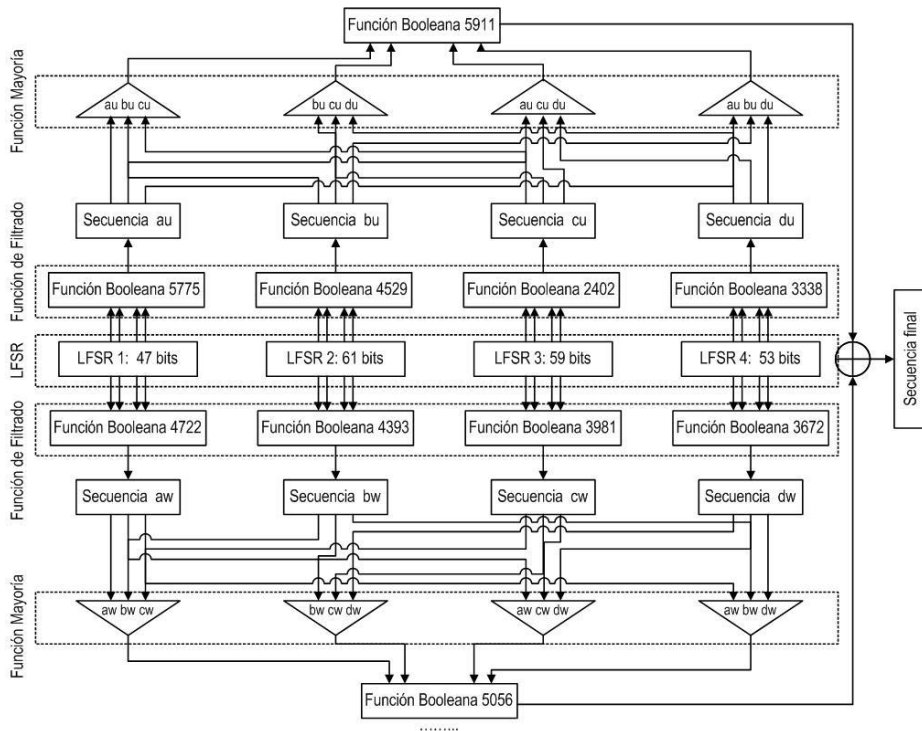 Función Booleana 5911
Función Mayoría
au bu cu
bu cu du
au cu du
au bu du
Función de Filtrado
Secuencia au
Secuencia bu
Secuencia cu
Secuencia du
Función Booleana 5775
Función Booleana 4529
Función Booleana 2402
Función Booleana 3338
LFSR
LFSR 1: 47 bits
LFSR 2: 61 bits
LFSR 3: 59 bits
LFSR 4: 53 bits
Secuencia final
Función de Filtrado
Función Booleana 4722
Función Booleana 4393
Función Booleana 3981
Función Booleana 3672
Secuencia aw
Secuencia bw
Secuencia cw
Secuencia dw
Función Mayoría
aw bw cw
bw cw dw
aw cw dw
aw bw dw
Función Booleana 5056
………